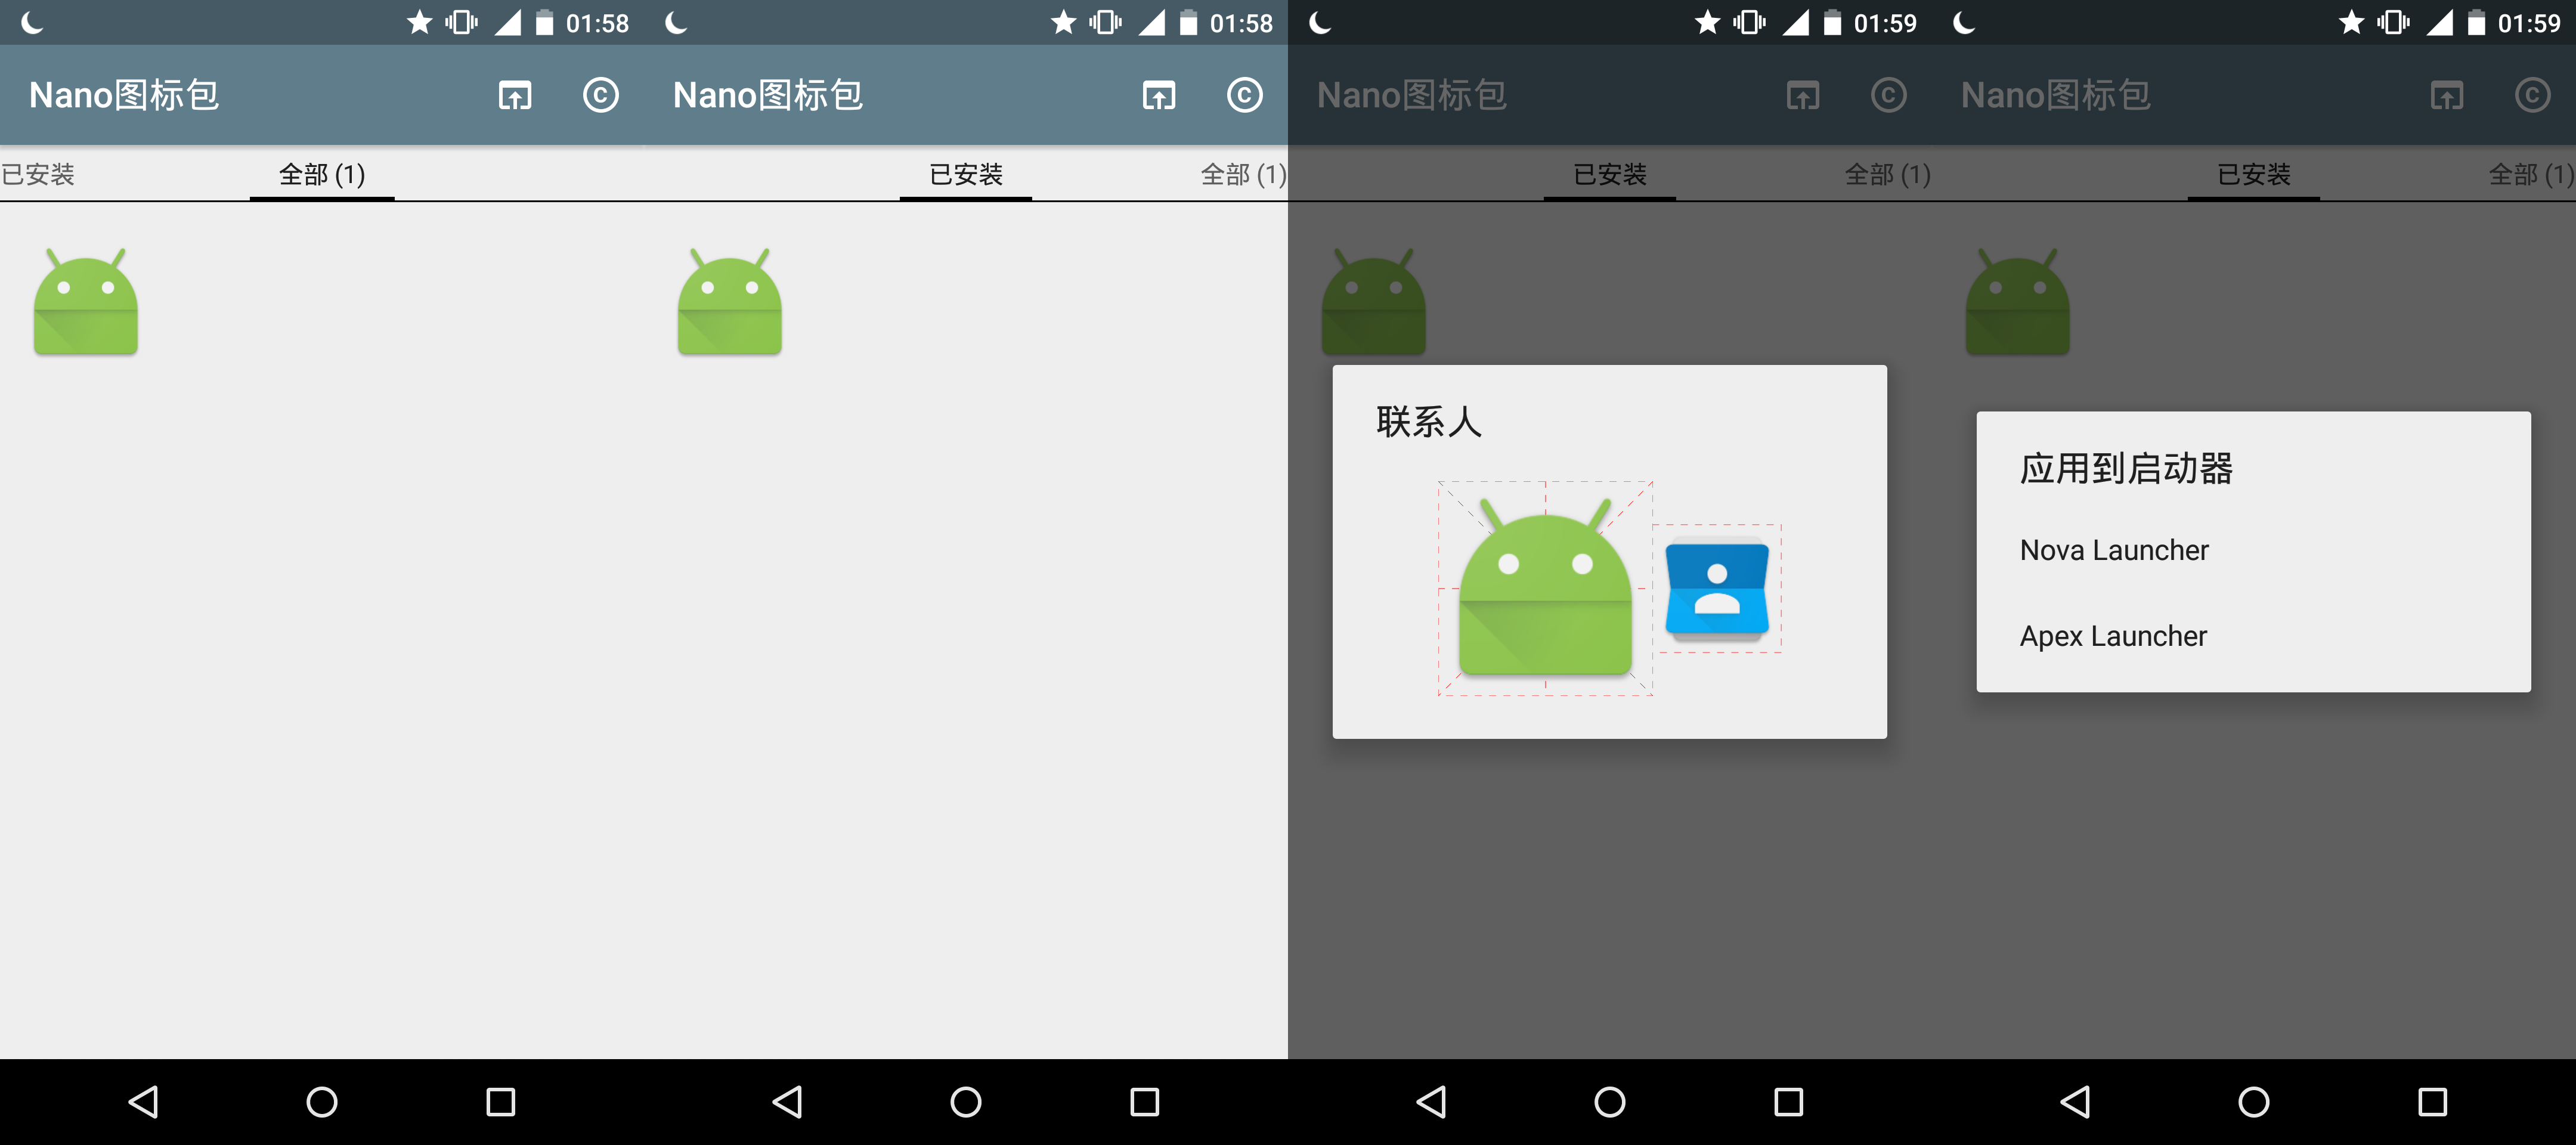 01:58
Nano图标包
已安装
全部 (1)
01:58
Nano图标包
已安装
全部 (1)
01:59
Nano图标包
已安装
全部 (1)
联系人
01:59
Nano图标包
已安装
全部 (1)
应用到启动器
Nova Launcher
Apex Launcher